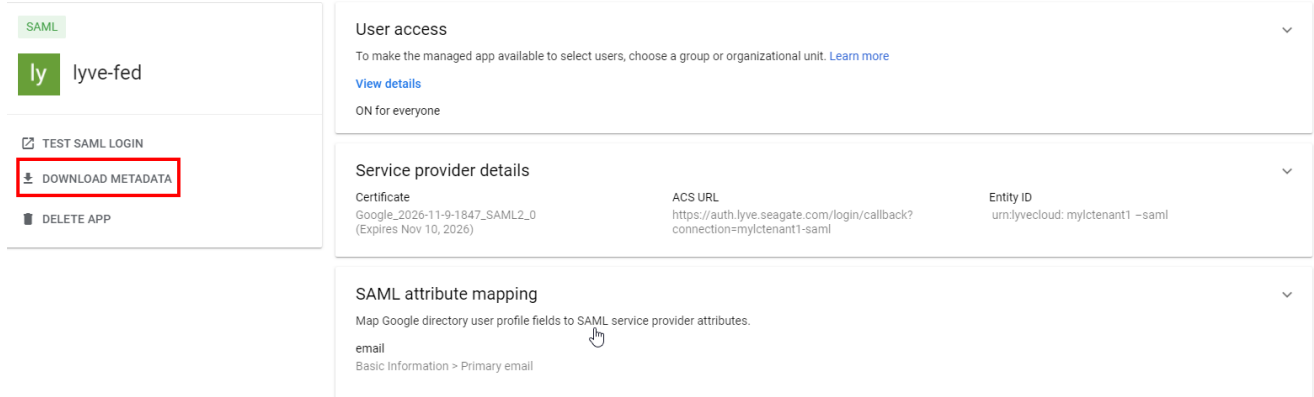 SAML
ly lyve-fed
TEST SAML LOGIN
DOWNLOAD METADATA
DELETE APP
User access
To make the managed app available to select users, choose a group or organizational unit. Learn more
View details
ON for everyone
Service provider details
Certificate
Google_2026-11-9-1847_SAML2_0
(Expires Nov 10, 2026)
ACS URL
https://auth.lyve.seagate.com/login/callback?
connection=mylctenant1-saml
Entity ID
urn:lyvecloud: mylctenant1 –saml
SAML attribute mapping
Map Google directory user profile fields to SAML service provider attributes.
email
Basic Information > Primary email